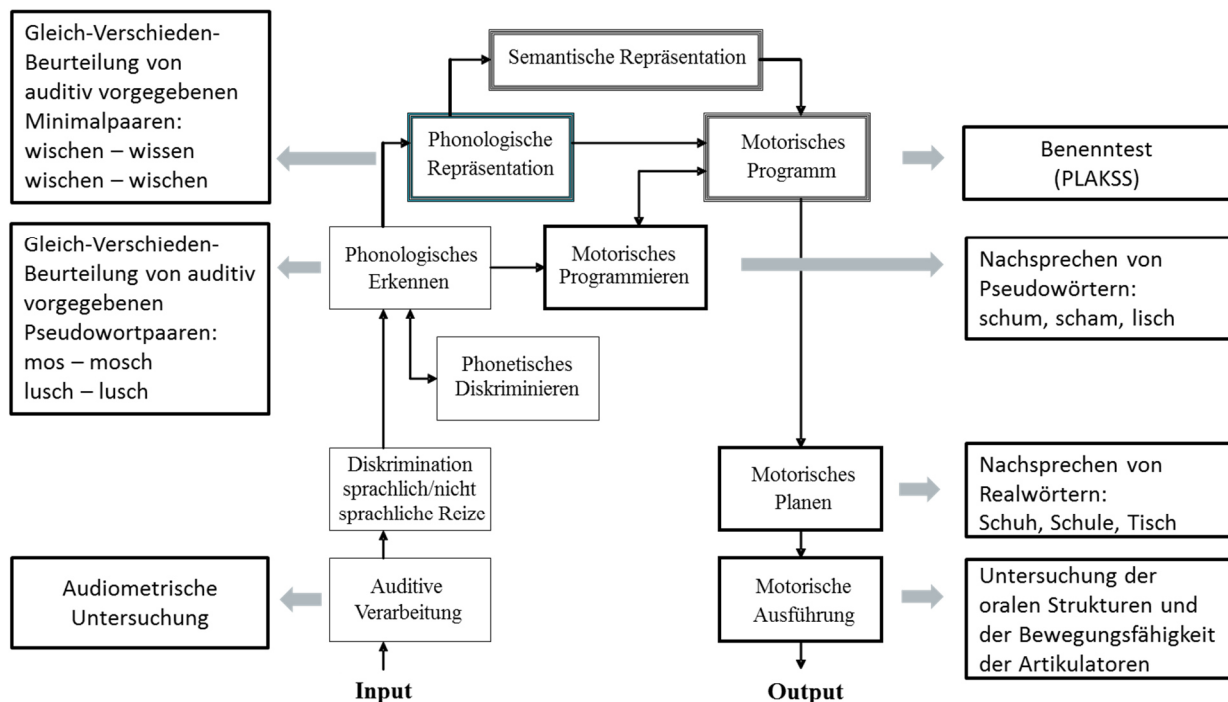 Gleich-Verschieden-
Beurteilung von
auditiv vorgegebenen
Minimalpaaren:
wischen – wissen
wischen – wischen
Gleich-Verschieden-
Beurteilung von auditiv
vorgegebenen
Pseudowortpaaren:
mos – mosch
lusch – lusch
Audiometrische
Untersuchung
Semantische Repräsentation
Phonologische
Repräsentation
Motorisches
Programm
Phonologisches
Erkennen
Motorisches
Programmieren
Phonetisches
Diskriminieren
Diskrimination
sprachlich/nicht
sprachliche Reize
Auditive
Verarbeitung
Input
Motorisches
Planen
Motorische
Ausführung
Output
Benenntest
(PLAKSS)
Nachsprechen von
Pseudowörtern:
schum, scham, lisch
Nachsprechen von
Realwörtern:
Schuh, Schule, Tisch
Untersuchung der
oralen Strukturen und
der Bewegungsfähigkeit
der Artikulatoren